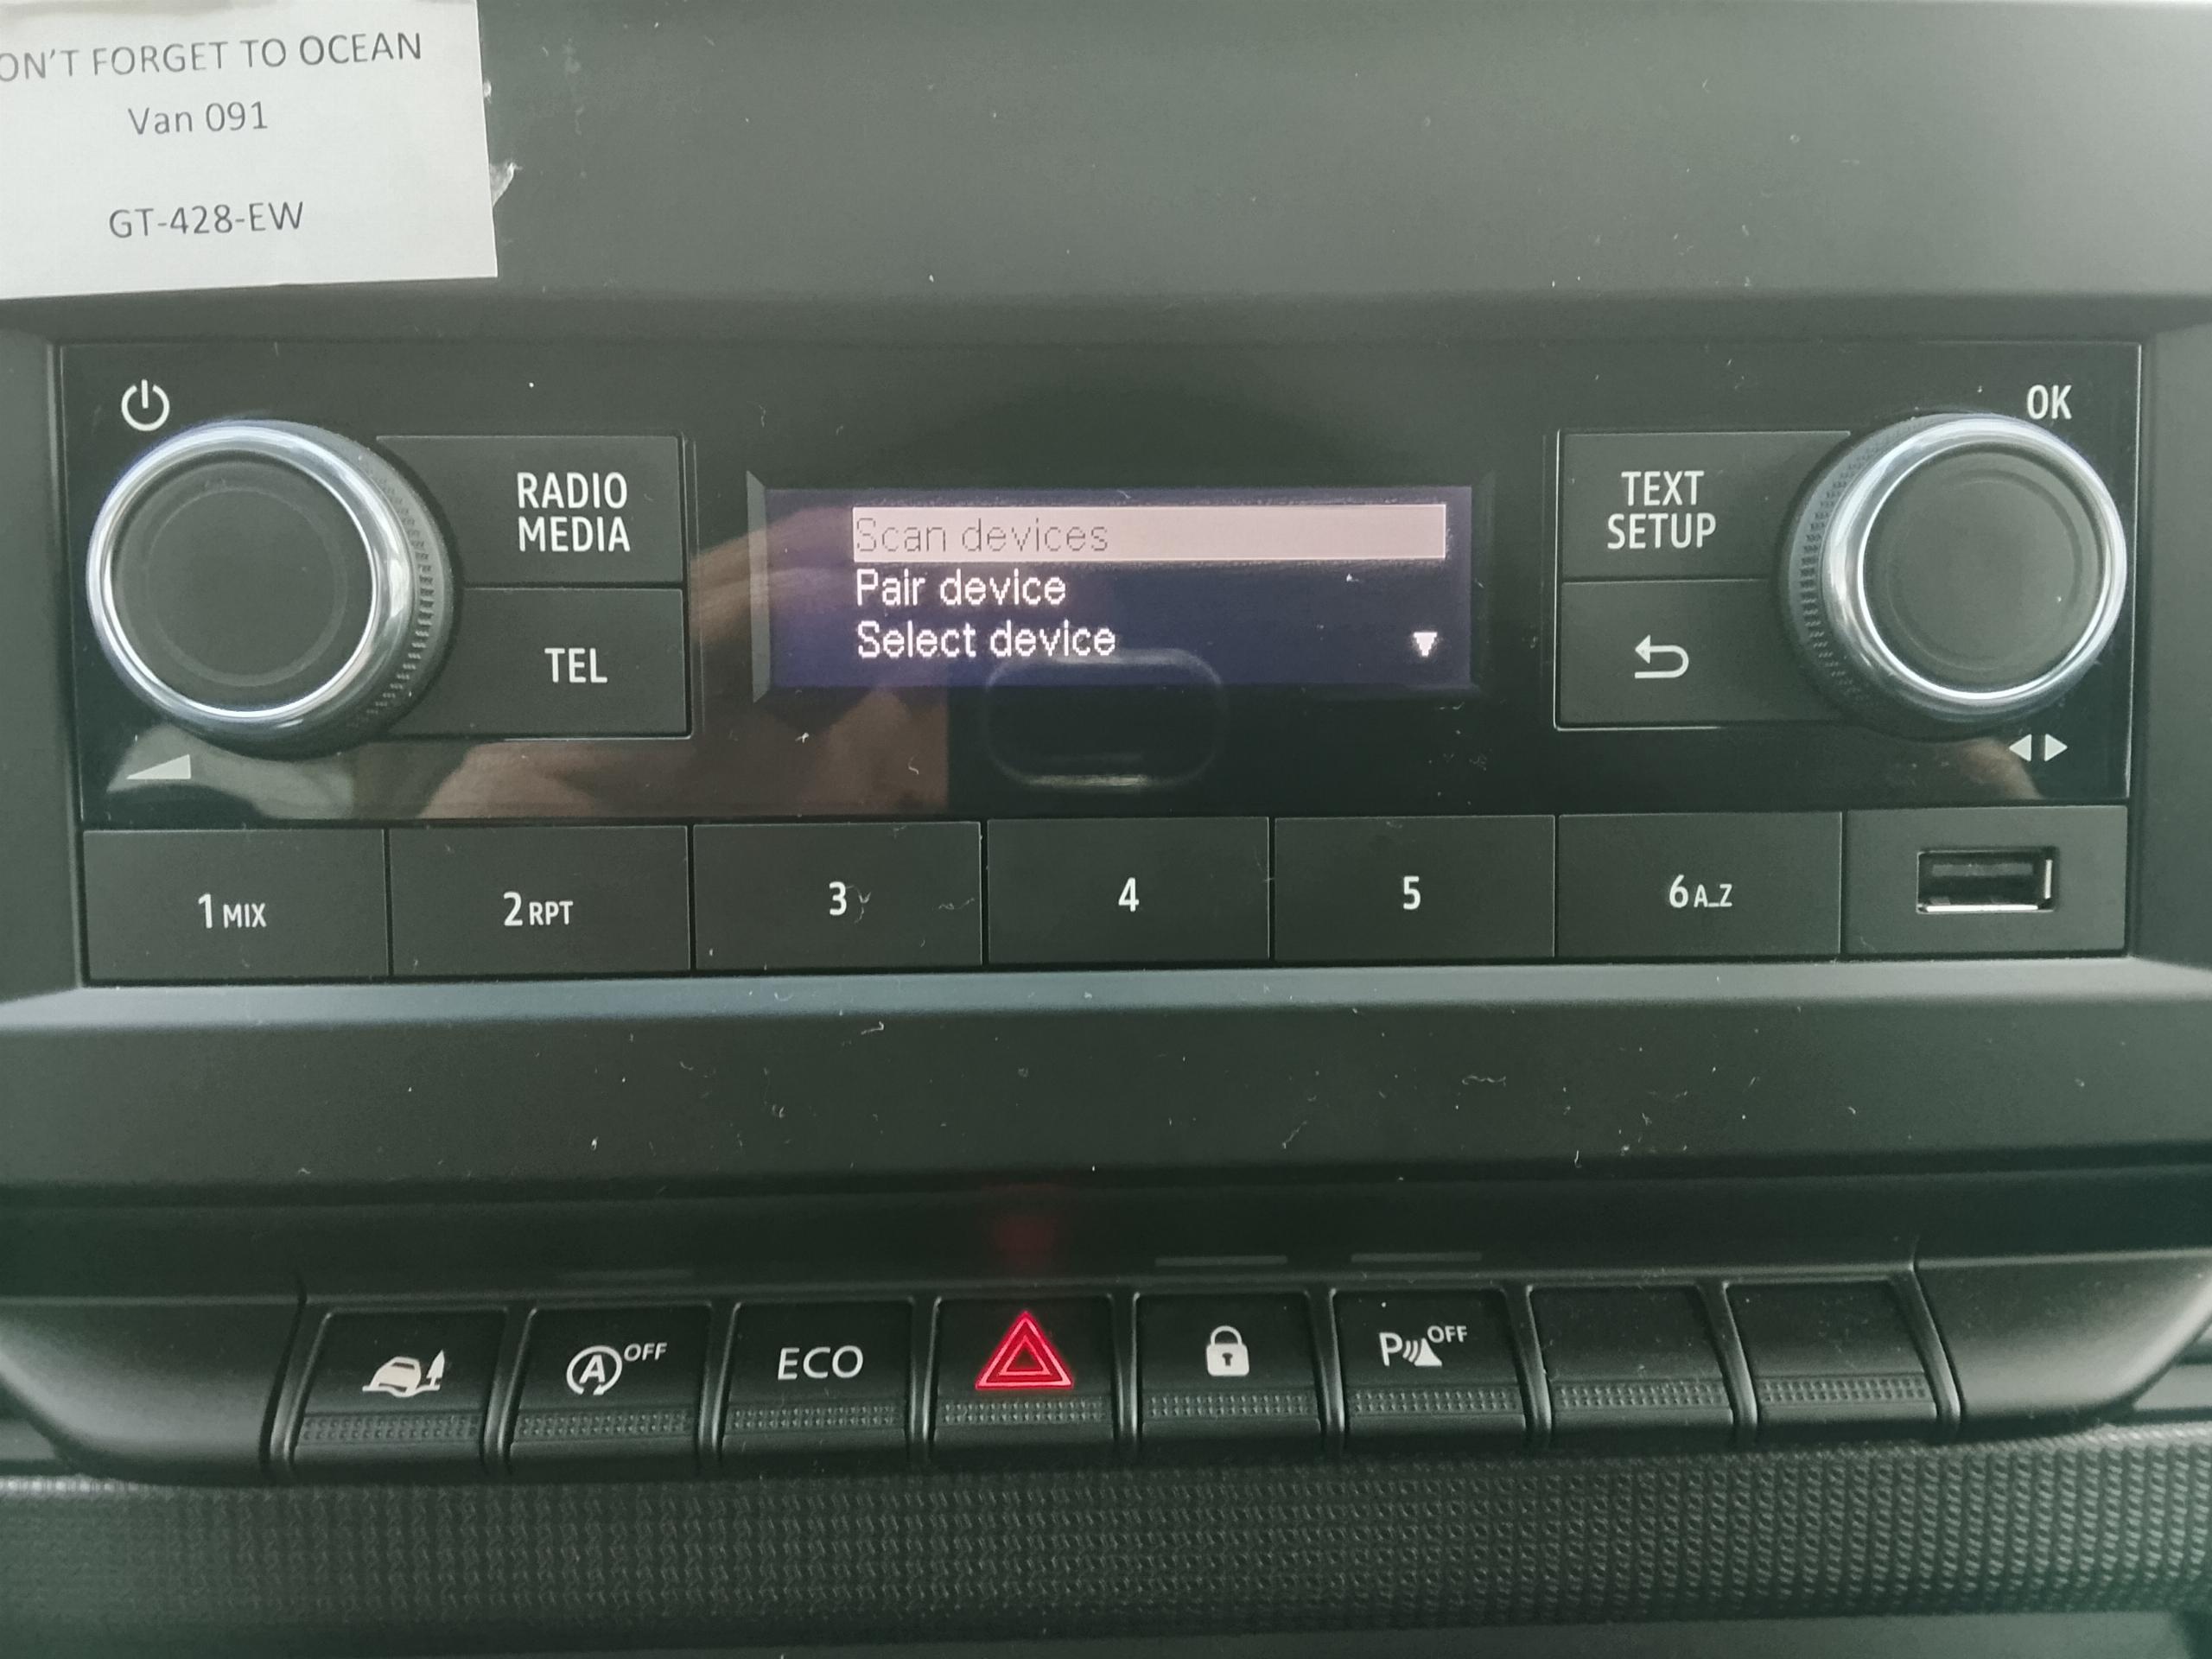 ON'T FORGET TO OCEAN
Van 091
GT-428-EW
OK
RADIO
MEDIA
TEXT
SETUP
Scan devices
Pair device
Select device
TEL
1 MIX
2 RPT
3
4
5
6 A_Z
A OFF
ECO
P OFF